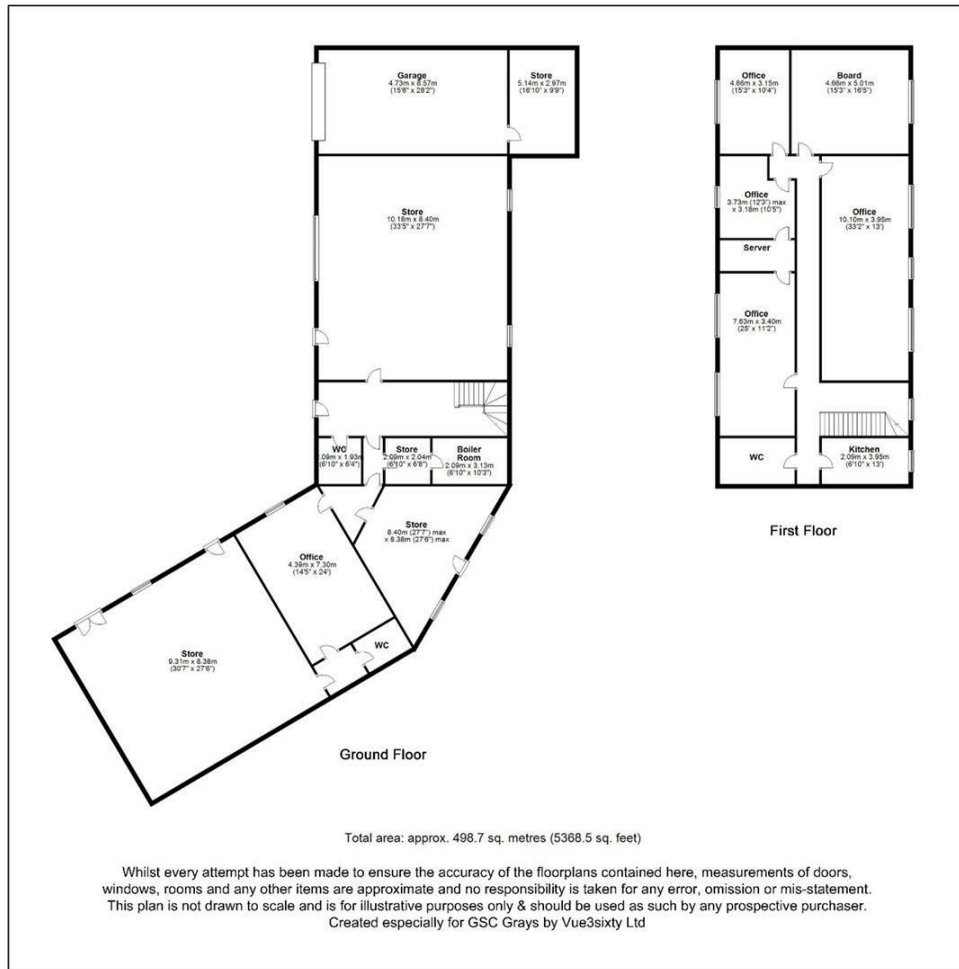 Garage
4.73m x 8.57m
(15'6" x 28'2")
Store
5.14m x 2.97m
(16'10" x 9'9")
Store
10.18m x 8.40m
(33'5" x 27'7")
WC
2.09m x 1.93m
(6'10" x 6'4")
Store
2.09m x 2.04m
(6'10" x 6'8")
Boiler
Room
2.09m x 3.13m
(6'10" x 10'3")
Store
8.40m (27'7") max
x 8.38m (27'6") max
Office
4.39m x 7.30m
(14'5" x 24')
WC
Store
9.31m x 8.38m
(30'7" x 27'6")
Ground Floor
Office
4.66m x 3.15m
(15'3" x 10'4")
Board
4.66m x 5.01m
(15'3" x 16'5")
Office
3.73m (12'3") max
x 3.18m (10'5")
Office
10.10m x 3.95m
(33'2" x 13')
Server
Office
7.63m x 3.40m
(25' x 11'2")
WC
Kitchen
2.09m x 3.95m
(6'10" x 13')
First Floor
Total area: approx. 498.7 sq. metres (5368.5 sq. feet)
Whilst every attempt has been made to ensure the accuracy of the floorplans contained here, measurements of doors,
windows, rooms and any other items are approximate and no responsibility is taken for any error, omission or mis-statement.
This plan is not drawn to scale and is for illustrative purposes only & should be used as such by any prospective purchaser.
Created especially for GSC Grays by Vue3sixty Ltd